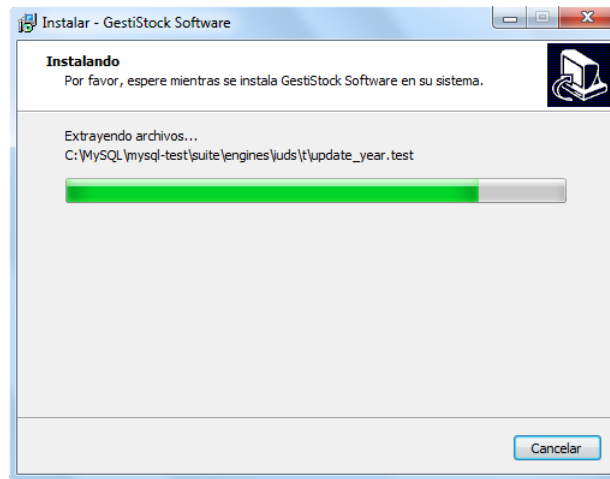 Instalar - GestiStock Software
Instalando
Por favor, espere mientras se instala GestiStock Software en su sistema.
Extrayendo archivos...
C:\MySQL\mysql-test\suite\engines\iuds\t\update_year.test
Cancelar